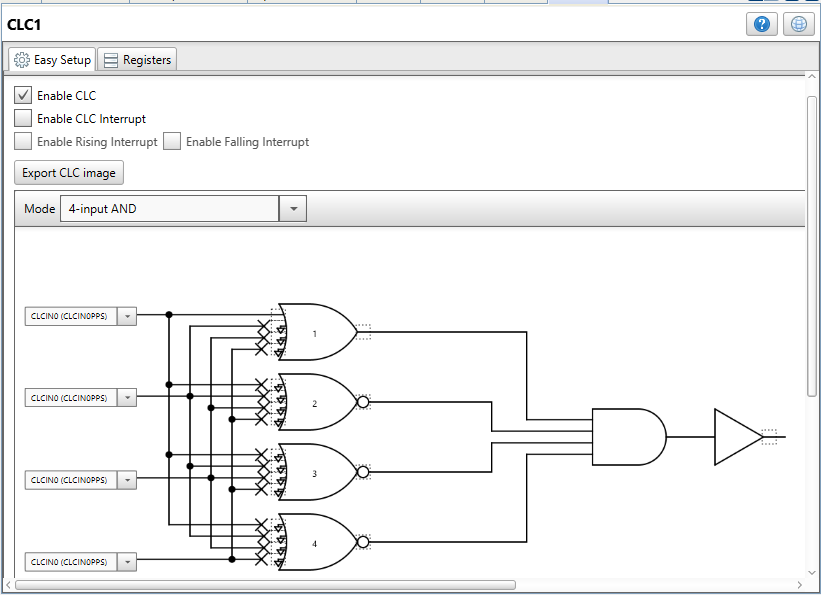 CLC1
Easy Setup
Registers
Enable CLC
Enable CLC Interrupt
Enable Rising Interrupt
Enable Falling Interrupt
Export CLC image
Mode
4-input AND
CLCIN0 (CLCIN0PPS)
1
CLCIN0 (CLCIN0PPS)
2
CLCIN0 (CLCIN0PPS)
3
4
CLCIN0 (CLCIN0PPS)